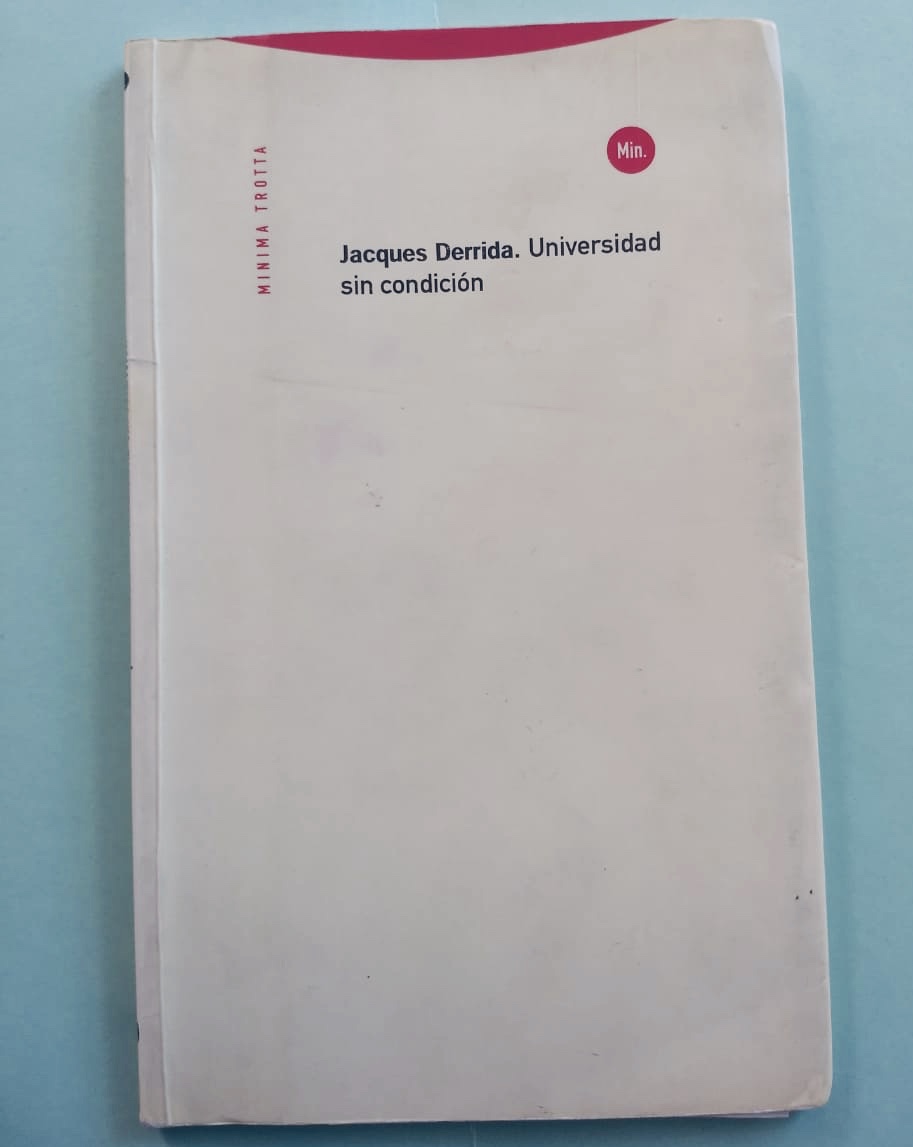 MINIMA TROTTA
Min.
Jacques Derrida. Universidad
sin condición